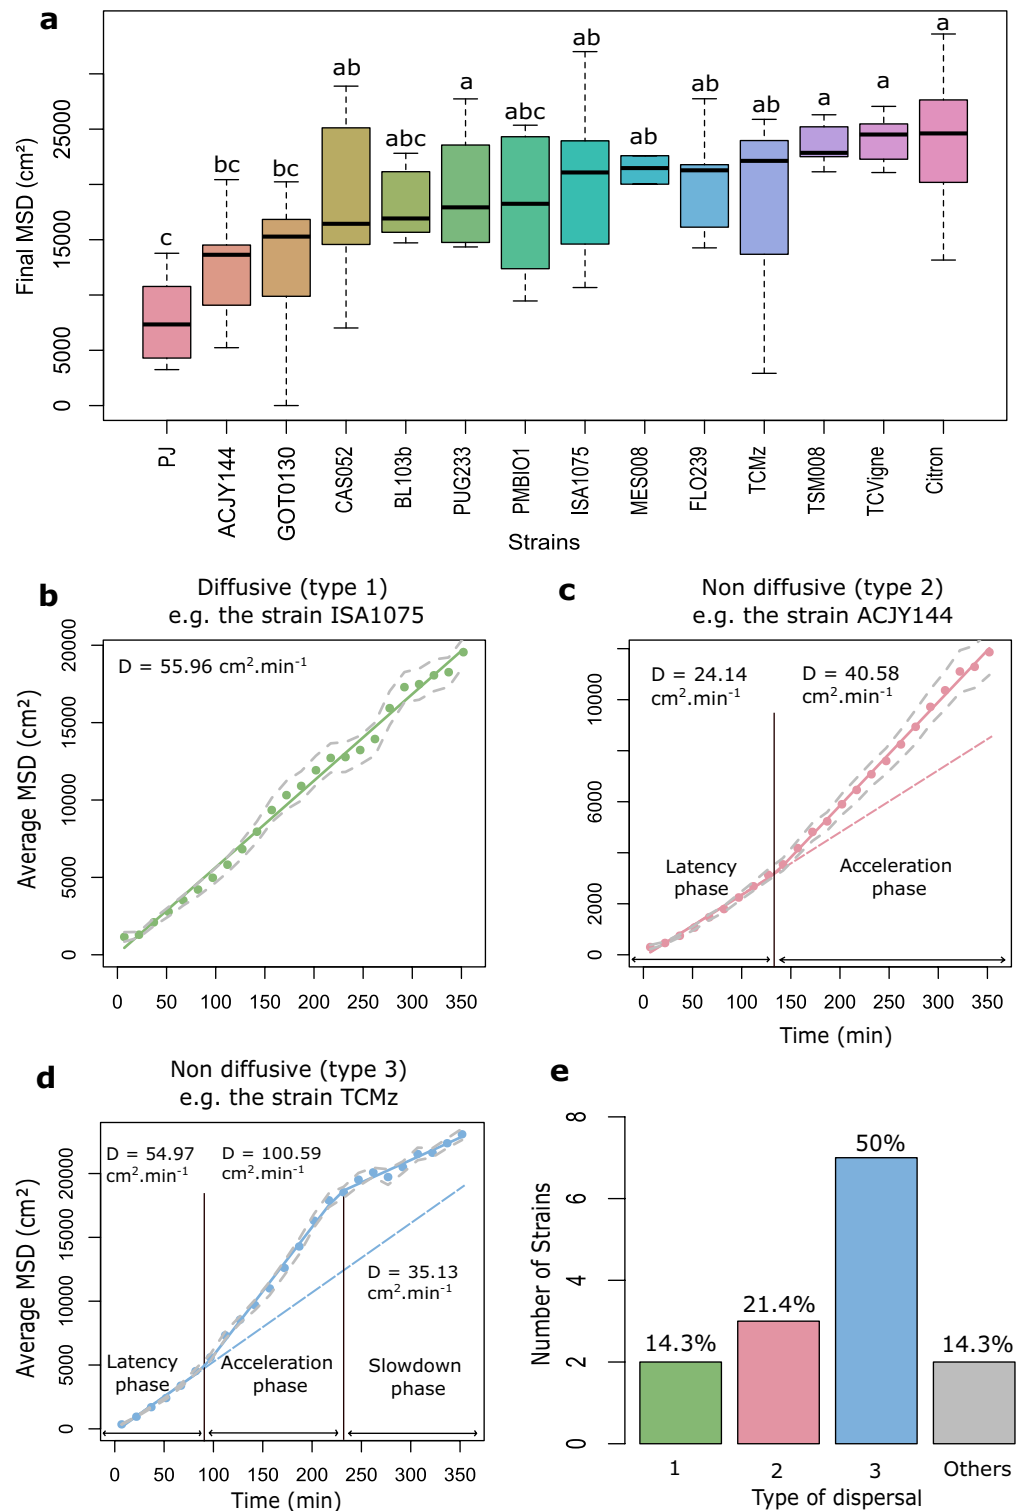 a
Final MSD (cm²)
0
5000
15000
25000
c
bc
bc
ab
abc
a
abc
ab
ab
ab
ab
a
a
a
PJ
ACJY144
GOT0130
CAS052
BL103b
PUG233
PMBIO1
ISA1075
MES008
FLO239
TCMz
TSM008
TCVigne
Citron
Strains
b
Diffusive (type 1)
e.g. the strain ISA1075
D = 55.96 cm².min⁻¹
Average MSD (cm²)
0
5000
10000
15000
20000
0 50 100 150 200 250 300 350
c
Non diffusive (type 2)
e.g. the strain ACJY144
D = 24.14
cm².min⁻¹
D = 40.58
cm².min⁻¹
Latency
phase
Acceleration
phase
0
2000
6000
10000
0 50 100 150 200 250 300 350
Time (min)
d
Non diffusive (type 3)
e.g. the strain TCMz
D = 54.97
cm².min⁻¹
D = 100.59
cm².min⁻¹
D = 35.13
cm².min⁻¹
Latency
phase
Acceleration
phase
Slowdown
phase
Average MSD (cm²)
0
5000
10000
15000
20000
0 50 100 150 200 250 300 350
Time (min)
e
Number of Strains
0
2
4
6
8
14.3%
21.4%
50%
14.3%
1 2 3 Others
Type of dispersal